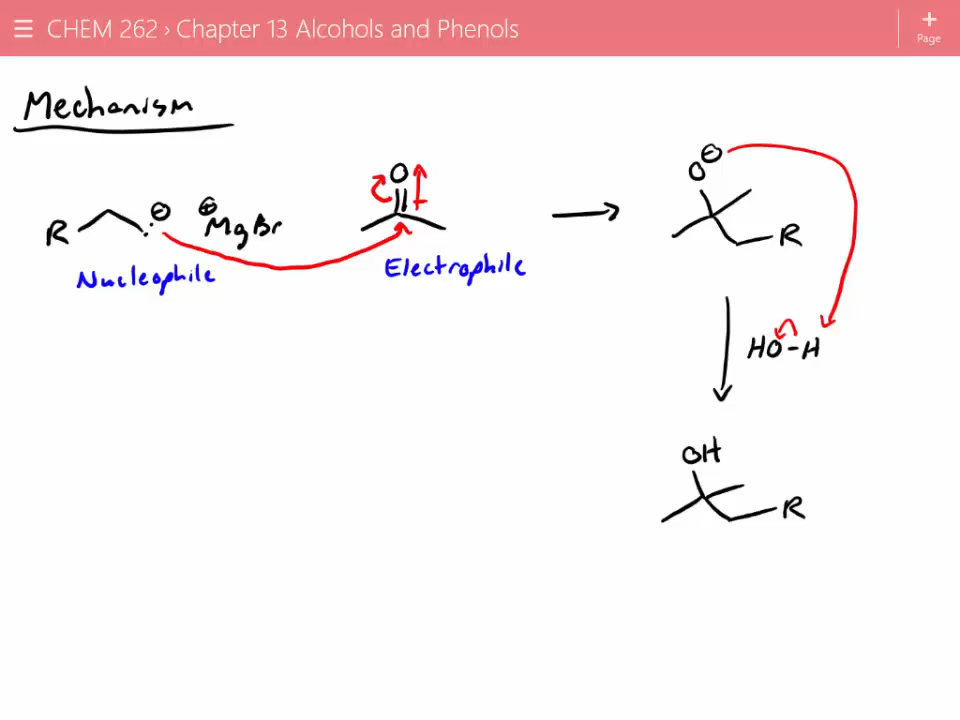 ☰ CHEM 262 › Chapter 13 Alcohols and Phenols
+
Page
Mechanism
R ⊖ ⊕MgBr
O
Nucleophile
Electrophile
O⊖
R
HO-H
OH
R